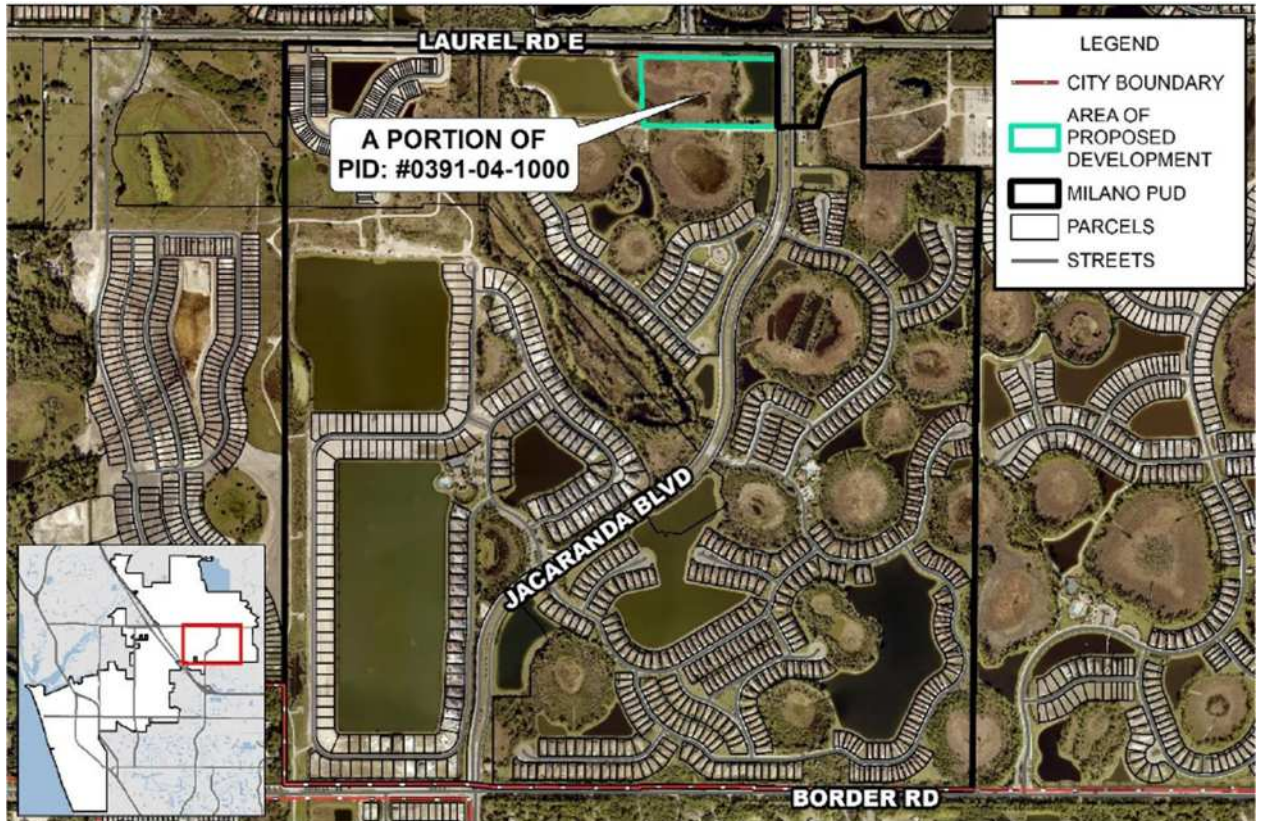 LAUREL RD E
A PORTION OF
PID: #0391-04-1000
LEGEND
CITY BOUNDARY
AREA OF
PROPOSED
DEVELOPMENT
MILANO PUD
PARCELS
STREETS
JACARANDA BLVD
BORDER RD